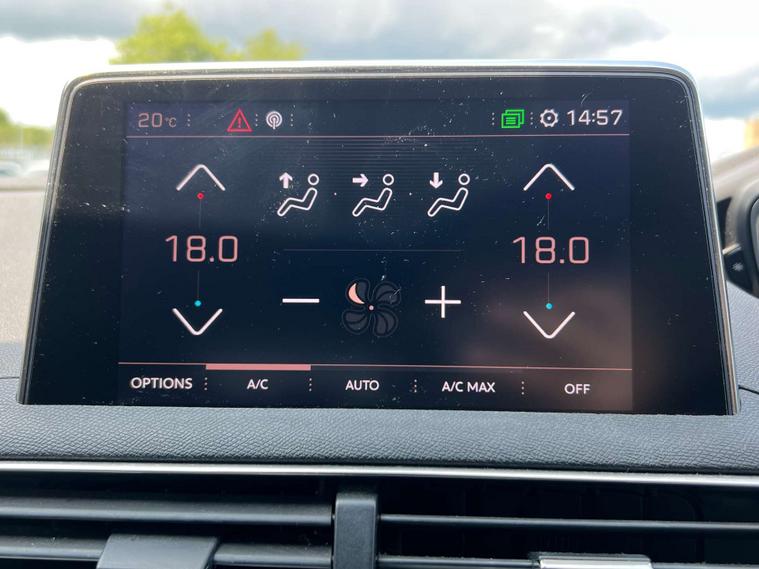 20°C 14:57
18.0 18.0
OPTIONS A/C AUTO A/C MAX OFF